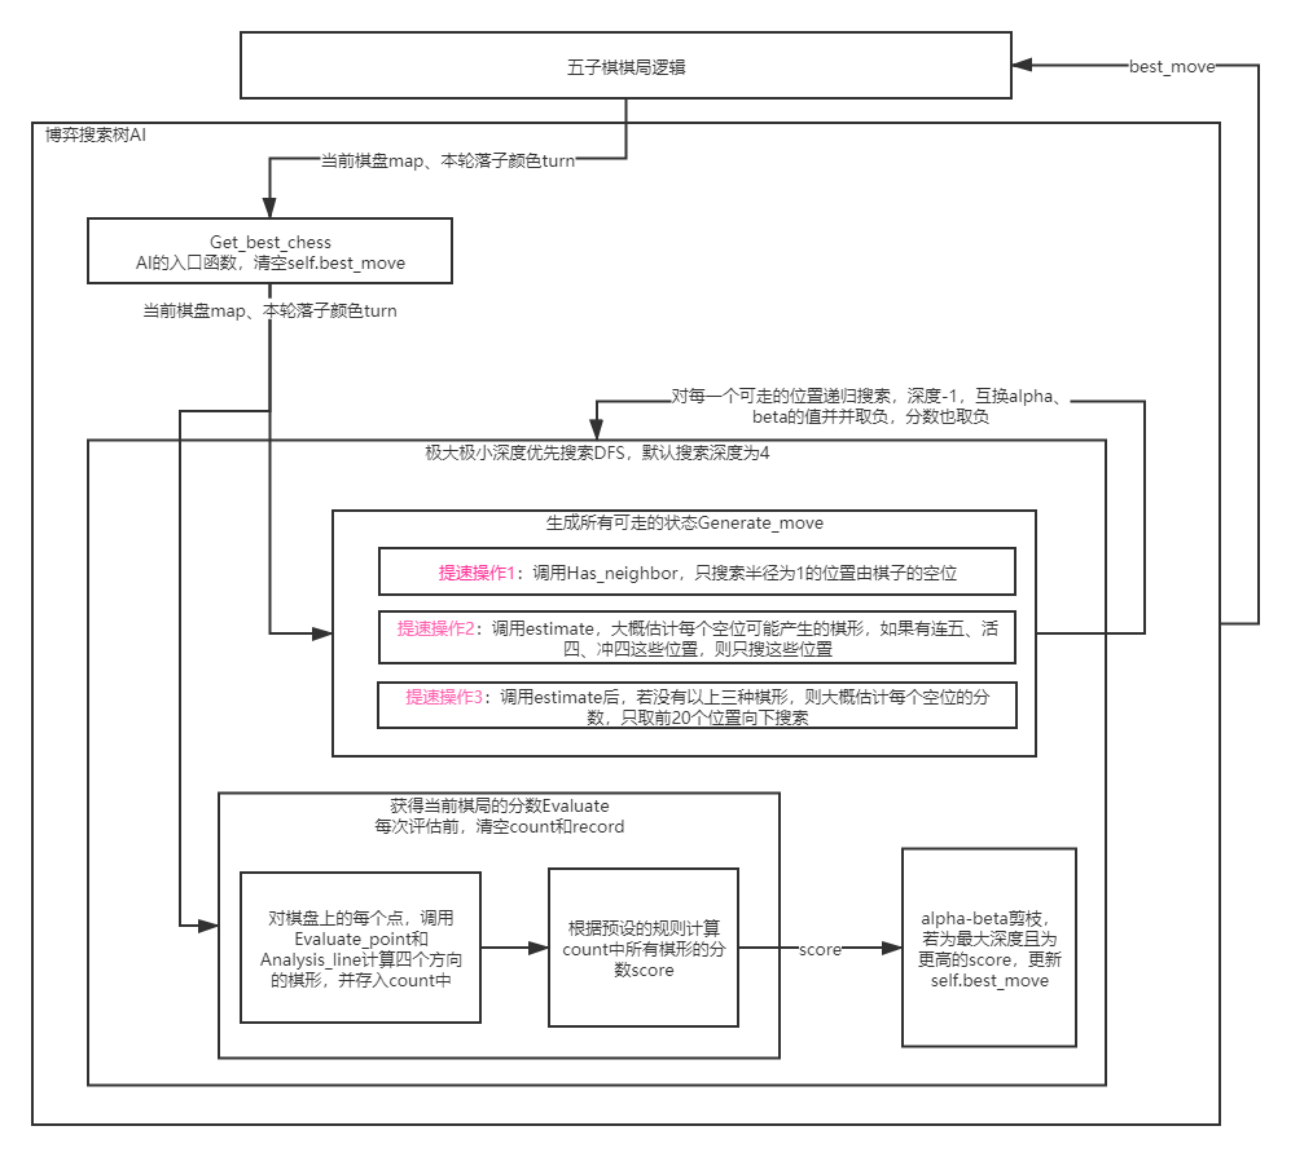 五子棋棋局逻辑
best_move
博弈搜索树AI
当前棋盘map、本轮落子颜色turn
Get_best_chess
AI的入口函数，清空self.best_move
当前棋盘map、本轮落子颜色turn
对每一个可走的位置递归搜索，深度-1，互换alpha、
beta的值并并取负，分数也取负
极大极小深度优先搜索DFS，默认搜索深度为4
生成所有可走的状态Generate_move
提速操作1：调用Has_neighbor，只搜索半径为1的位置由棋子的空位
提速操作2：调用estimate，大概估计每个空位可能产生的棋形，如果有连五、活
四、冲四这些位置，则只搜这些位置
提速操作3：调用estimate后，若没有以上三种棋形，则大概估计每个空位的分
数，只取前20个位置向下搜索
获得当前棋局的分数Evaluate
每次评估前，清空count和record
对棋盘上的每个点，调用
Evaluate_point和
Analysis_line计算四个方向
的棋形，并存入count中
根据预设的规则计算
count中所有棋形的分
数score
score
alpha-beta剪枝，
若为最大深度且为
更高的score，更新
self.best_move